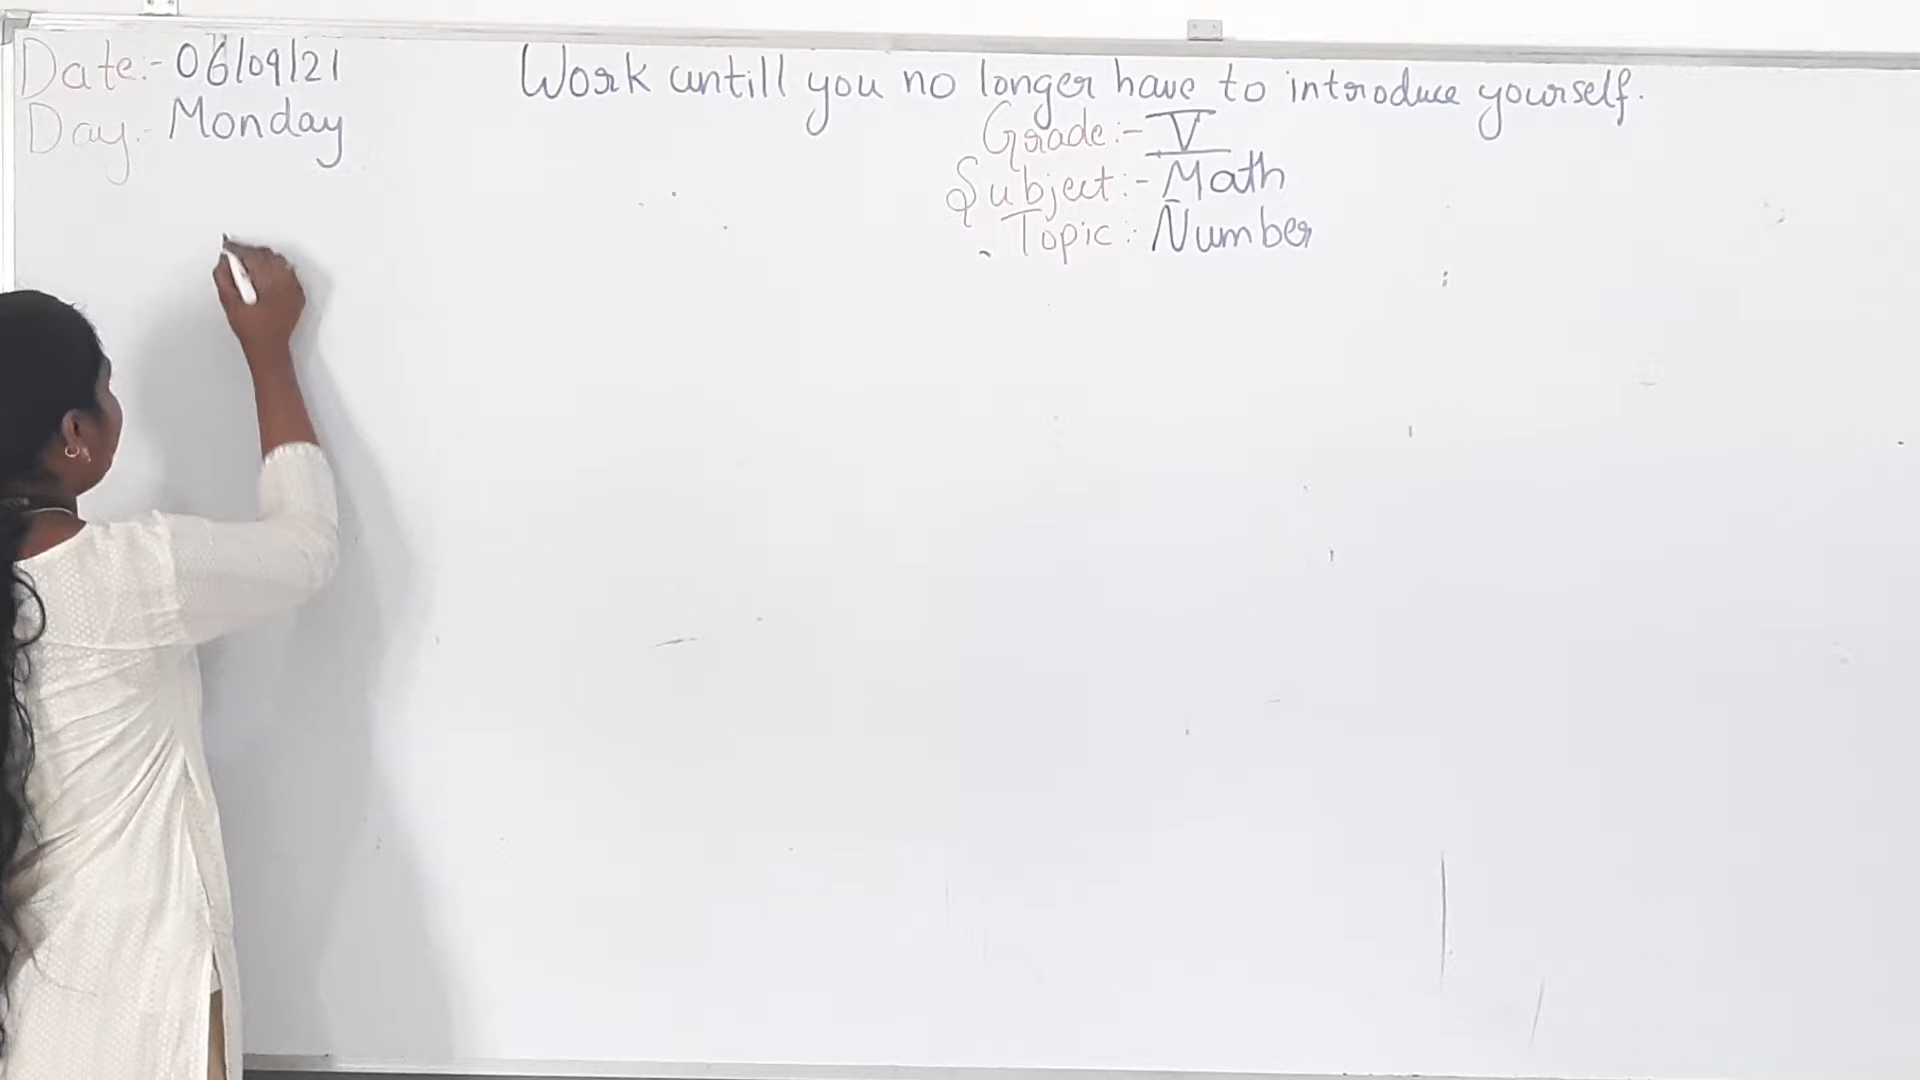 Date:- 06/09/21
Day:- Monday
Work untill you no longer have to introduce yourself.
Grade:- V
Subject:- Math
Topic:- Number